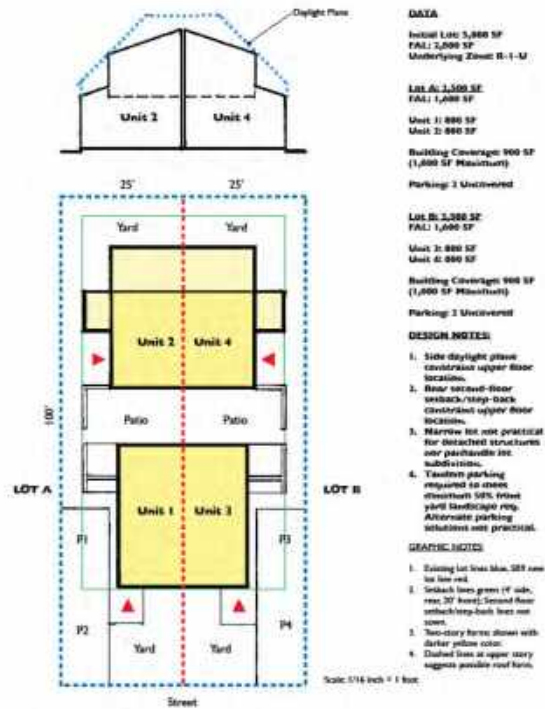 Daylight Plane
Unit 2
Unit 4
25'
25'
Yard
Yard
Unit 2
Unit 4
Patio
Patio
100'
LOT A
LOT B
Unit 1
Unit 3
P1
P3
P2
P4
Yard
Yard
Scale: 1/16 inch = 1 foot
Street
DATA
Initial Lot: 5,000 SF
FAL: 2,800 SF
Underlying Zone: R-1-U
Lot A: 2,500 SF
FAL: 1,600 SF
Unit 1: 800 SF
Unit 2: 800 SF
Building Coverage: 900 SF
(1,000 SF Maximum)
Parking: 2 Uncovered
Lot B: 2,500 SF
FAL: 1,600 SF
Unit 3: 800 SF
Unit 4: 800 SF
Building Coverage: 900 SF
(1,000 SF Maximum)
Parking: 2 Uncovered
DESIGN NOTES:
1. Side daylight plane
constrains upper floor
location.
2. Rear second-floor
setback/step-back
constrains upper floor
location.
3. Narrow lot not practical
for detached structures
nor panhandle lot
subdivision.
4. Tandem parking
required to meet
minimum 50% front
yard landscape req.
Alternate parking
solutions not practical.
GRAPHIC NOTES
1. Existing lot lines blue, SB9 new
lot line red.
2. Setback lines green (4' side,
rear, 20' front); Second floor
setback/step-back lines not
shown.
3. Two-story forms shown with
darker yellow color.
4. Dashed lines at upper story
suggests possible roof form.